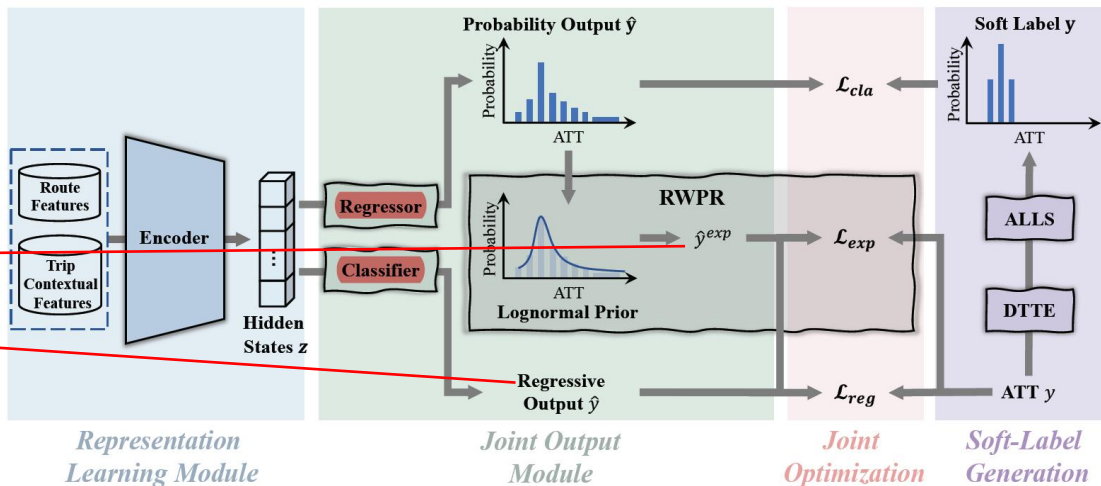 Probability Output ŷ
Probability
ATT
Soft Label y
Probability
ATT
𝓛cla
Route
Features
Trip
Contextual
Features
Encoder
...
Hidden
States z
Regressor
Classifier
RWPR
Probability
ATT
Lognormal Prior
ŷexp
𝓛exp
ALLS
DTTE
Regressive
Output ŷ
𝓛reg
ATT y
Representation
Learning Module
Joint Output
Module
Joint
Optimization
Soft-Label
Generation